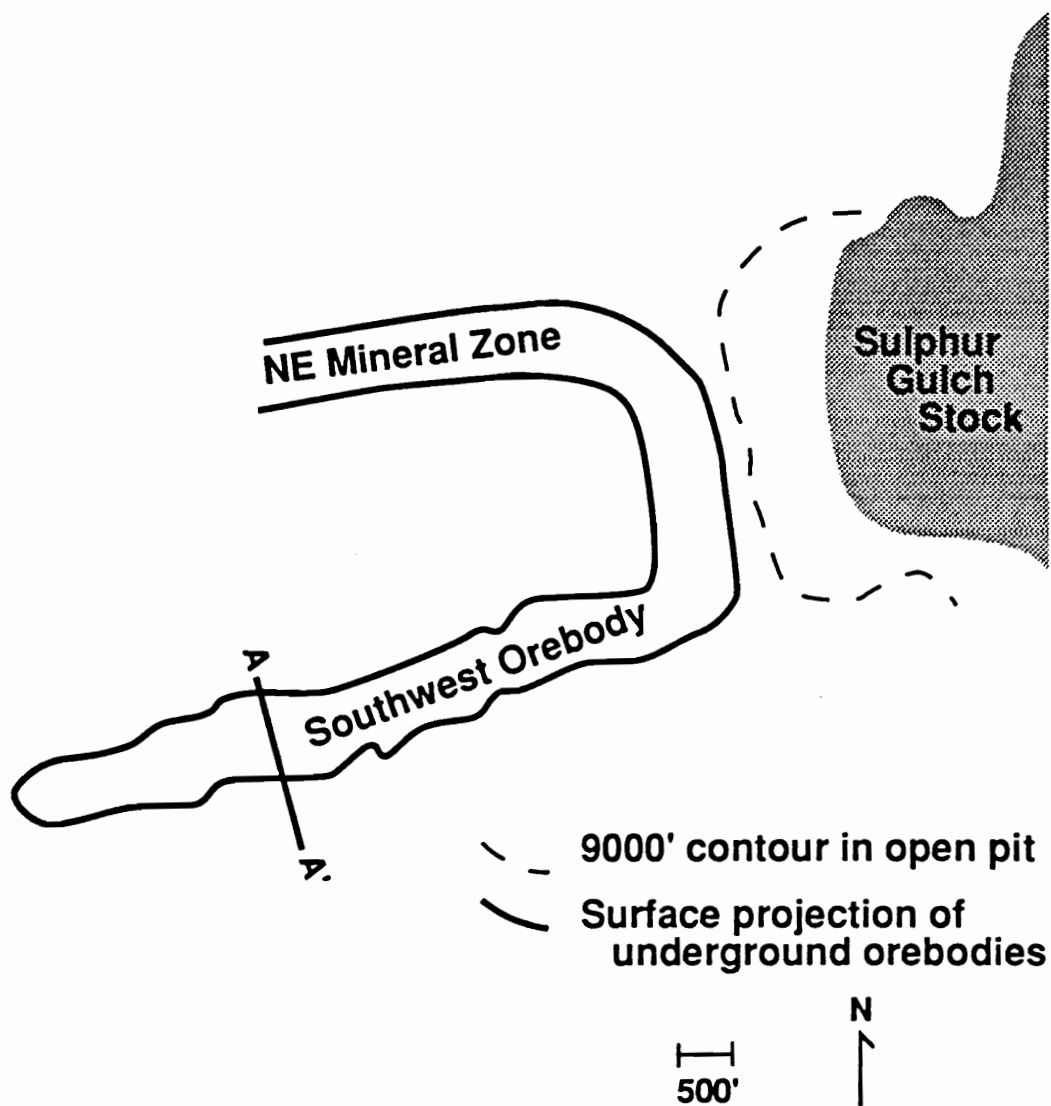 Sulphur
Gulch
Stock
NE Mineral Zone
Southwest Orebody
A
A'
9000' contour in open pit
Surface projection of
underground orebodies
N
500'